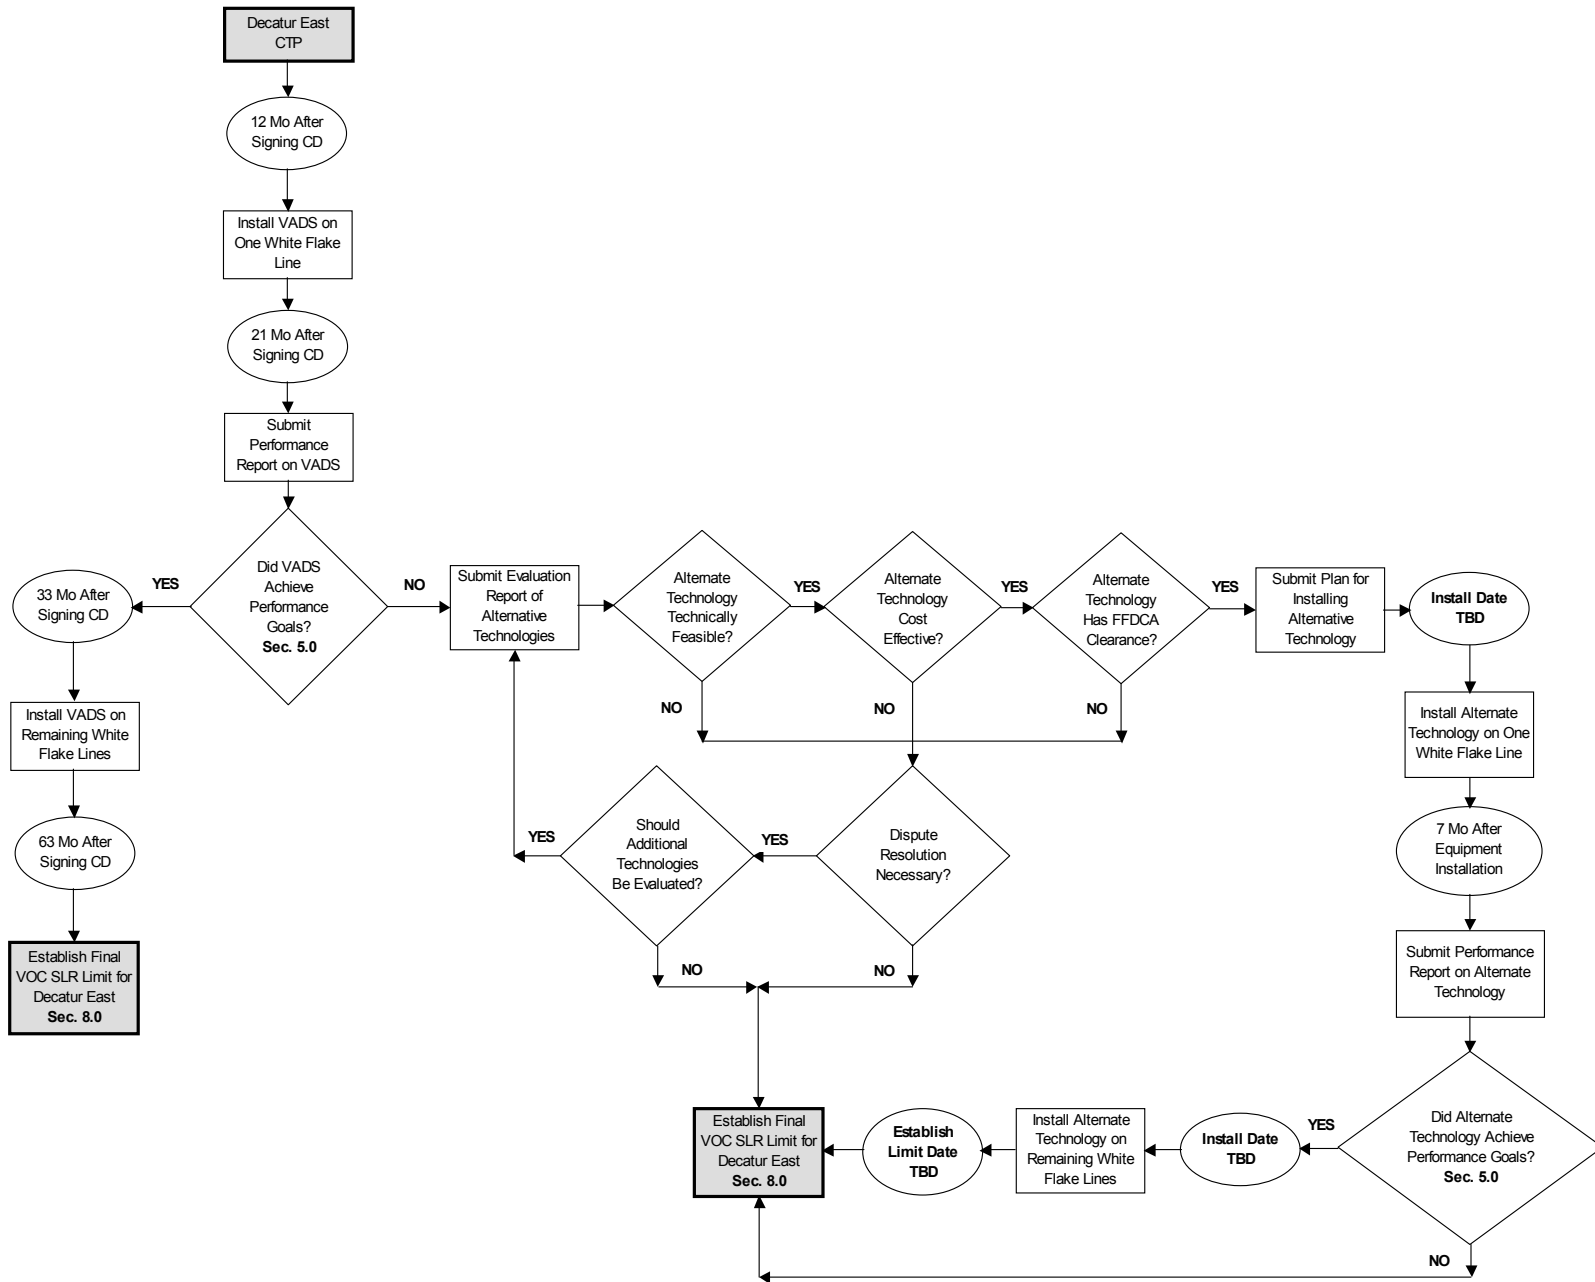 Decatur East
CTP
12 Mo After
Signing CD
Install VADS on
One White Flake
Line
21 Mo After
Signing CD
Submit
Performance
Report on VADS
Did VADS
Achieve
Performance
Goals?
Sec. 5.0
YES
NO
33 Mo After
Signing CD
Install VADS on
Remaining White
Flake Lines
63 Mo After
Signing CD
Establish Final
VOC SLR Limit for
Decatur East
Sec. 8.0
Submit Evaluation
Report of
Alternative
Technologies
Alternate
Technology
Technically
Feasible?
YES
NO
Alternate
Technology
Cost
Effective?
YES
NO
Alternate
Technology
Has FFDCA
Clearance?
YES
NO
Submit Plan for
Installing
Alternative
Technology
Install Date
TBD
Install Alternate
Technology on One
White Flake Line
7 Mo After
Equipment
Installation
Submit Performance
Report on Alternate
Technology
Did Alternate
Technology Achieve
Performance Goals?
Sec. 5.0
YES
NO
Install Date
TBD
Install Alternate
Technology on
Remaining White
Flake Lines
Establish
Limit Date
TBD
Dispute
Resolution
Necessary?
YES
NO
Should
Additional
Technologies
Be Evaluated?
YES
NO
Establish Final
VOC SLR Limit for
Decatur East
Sec. 8.0